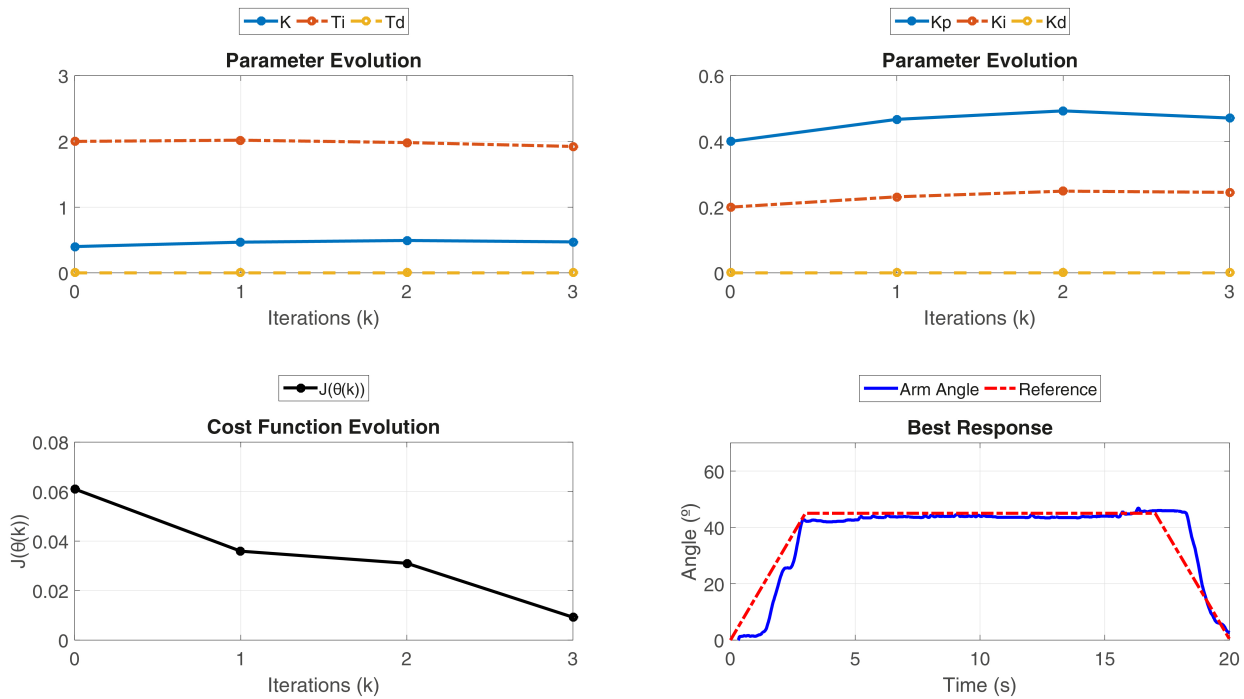 K Ti Td
Parameter Evolution
3
2
1
0
0 1 2 3
Iterations (k)
Kp Ki Kd
Parameter Evolution
0.6
0.4
0.2
0
0 1 2 3
Iterations (k)
J(θ(k))
Cost Function Evolution
J(θ(k))
0.08
0.06
0.04
0.02
0
0 1 2 3
Iterations (k)
Arm Angle Reference
Best Response
Angle (º)
60
40
20
0
0 5 10 15 20
Time (s)